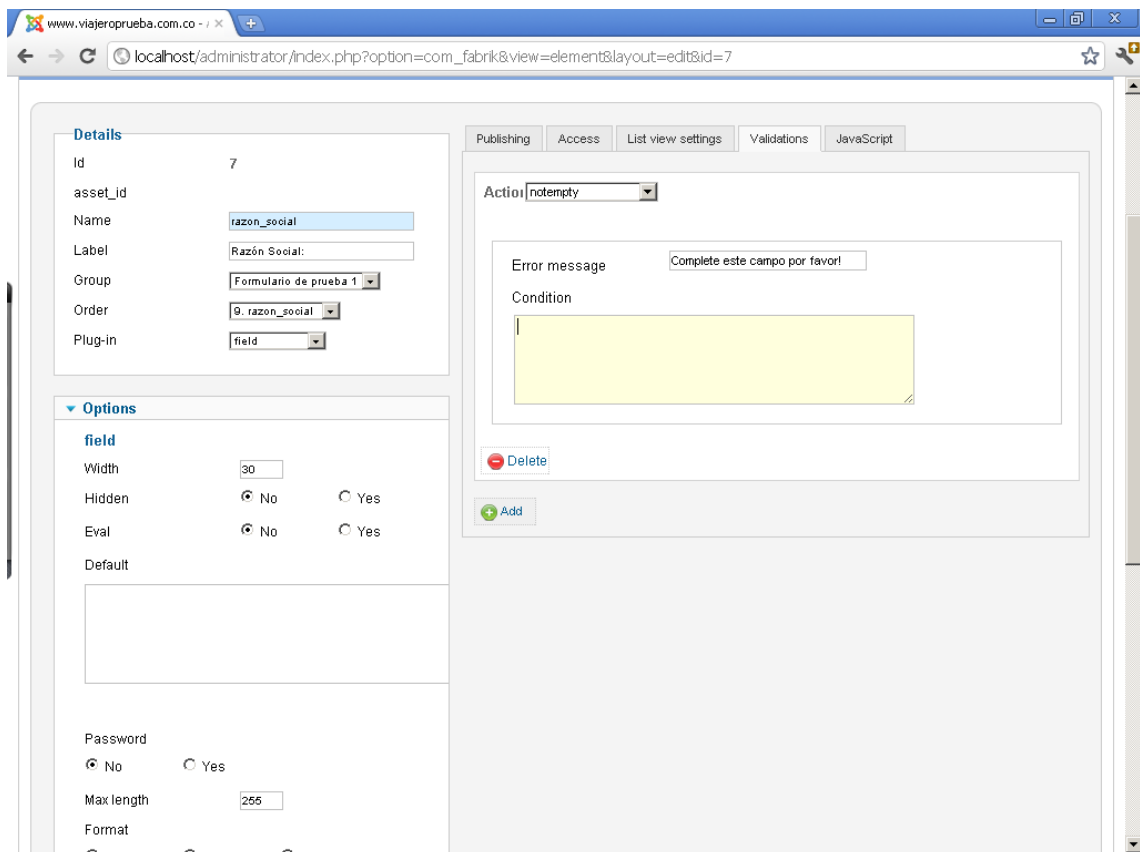 www.viajeroprueba.com.co - 
localhost/administrator/index.php?option=com_fabrik&view=element&layout=edit&id=7
Details
Id 7
asset_id
Name razon_social
Label Razón Social:
Group Formulario de prueba 1
Order 9. razon_social
Plug-in field
Options
field
Width 30
Hidden No Yes
Eval No Yes
Default
Password
No Yes
Max length 255
Format
Publishing Access List view settings Validations JavaScript
Action notempty
Error message Complete este campo por favor!
Condition
Delete
Add